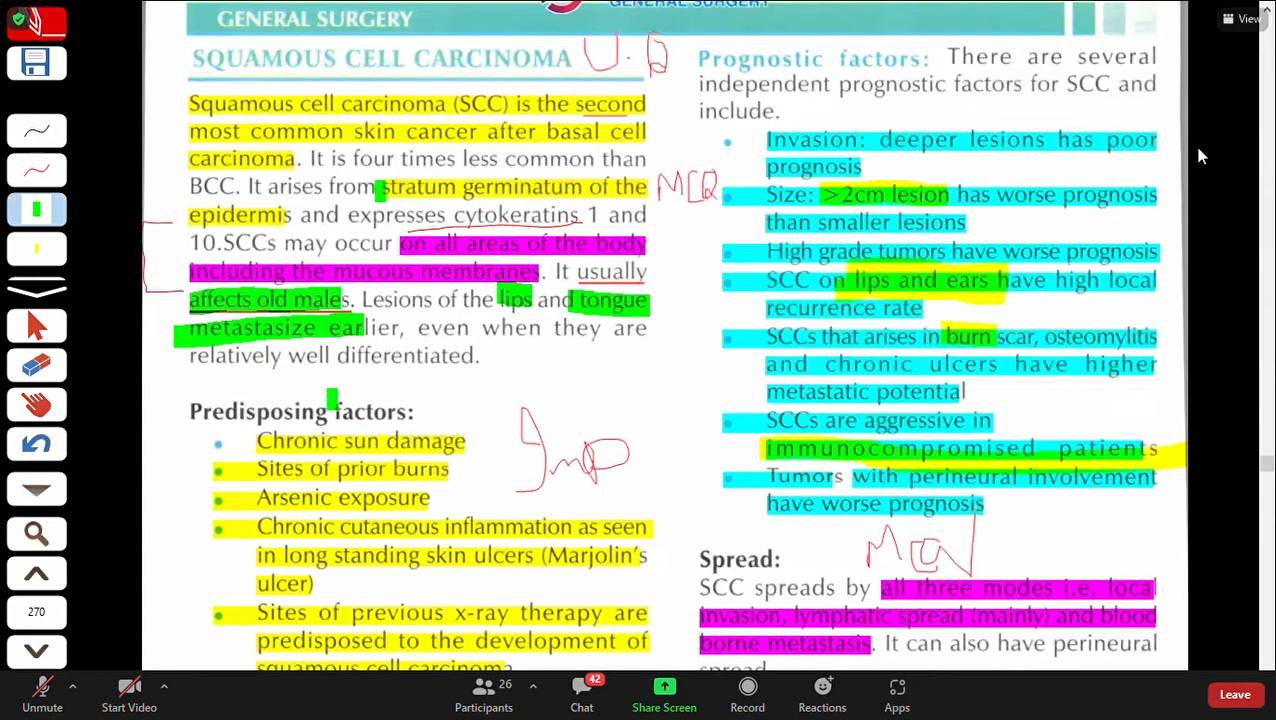 GENERAL SURGERY
GENERAL SURGERY
View
SQUAMOUS CELL CARCINOMA
Squamous cell carcinoma (SCC) is the second
most common skin cancer after basal cell
carcinoma. It is four times less common than
BCC. It arises from stratum germinatum of the
MCQ
epidermis and expresses cytokeratins 1 and
10.SCCs may occur on all areas of the body
including the mucous membranes. It usually
affects old males. Lesions of the lips and tongue
metastasize earlier, even when they are
relatively well differentiated.
Predisposing factors:
Imp
• Chronic sun damage
• Sites of prior burns
• Arsenic exposure
• Chronic cutaneous inflammation as seen
in long standing skin ulcers (Marjolin's
ulcer)
• Sites of previous x-ray therapy are
predisposed to the development of
squamous cell carcinoma
Prognostic factors: There are several
independent prognostic factors for SCC and
include.
• Invasion: deeper lesions has poor
prognosis
• Size: >2cm lesion has worse prognosis
than smaller lesions
• High grade tumors have worse prognosis
• SCC on lips and ears have high local
recurrence rate
• SCCs that arises in burn scar, osteomylitis
and chronic ulcers have higher
metastatic potential
• SCCs are aggressive in
immunocompromised patients
• Tumors with perineural involvement
have worse prognosis
Spread:
SCC spreads by all three modes i.e. local
invasion, lymphatic spread (mainly) and blood
borne metastasis. It can also have perineural
spread.
270
Unmute
Start Video
26
Participants
42
Chat
Share Screen
Record
Reactions
Apps
Leave